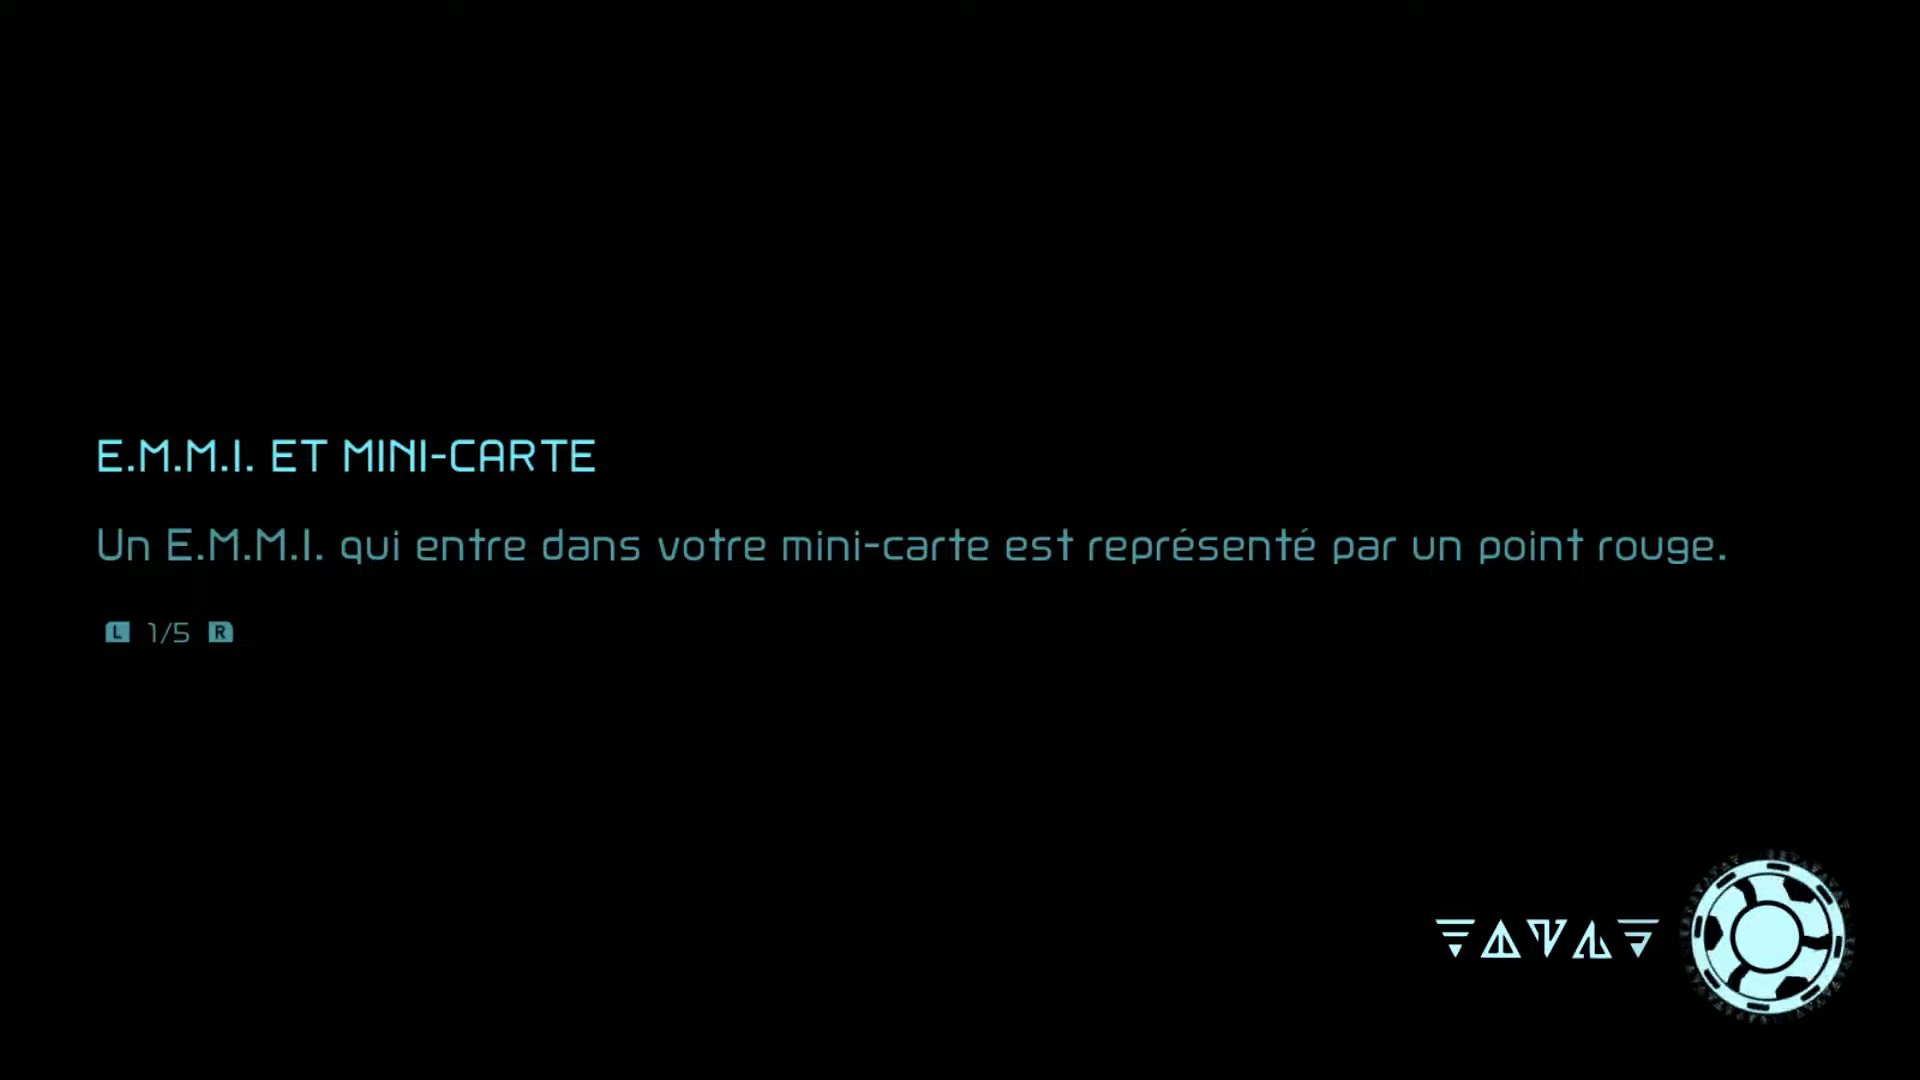 E.M.M.I. ET MINI-CARTE
Un E.M.M.I. qui entre dans votre mini-carte est représenté par un point rouge.
L 1/5 R